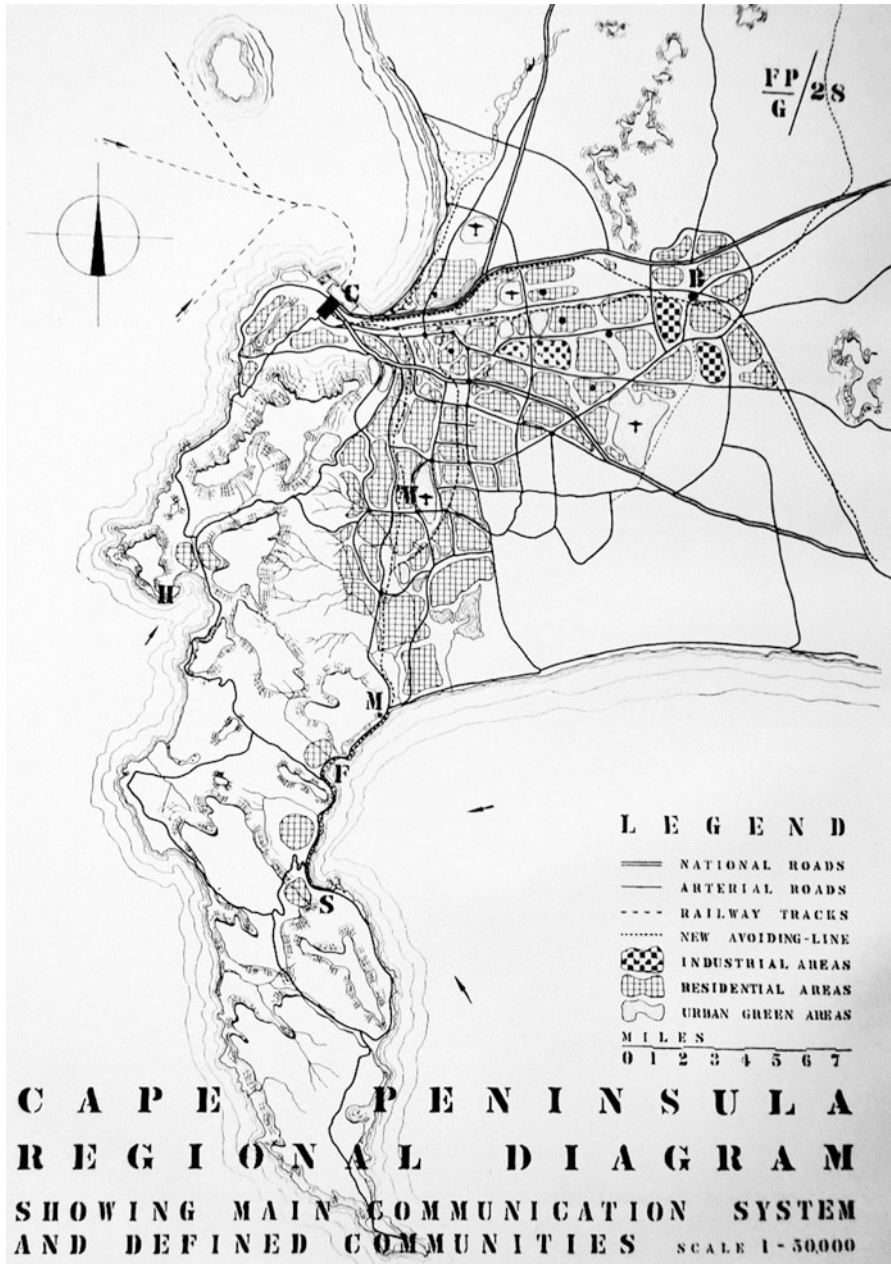 FP
G
/28
C
B
H
M
F
S
LEGEND
NATIONAL ROADS
ARTERIAL ROADS
RAILWAY TRACKS
NEW AVOIDING-LINE
INDUSTRIAL AREAS
RESIDENTIAL AREAS
URBAN GREEN AREAS
MILES
0 1 2 3 4 5 6 7
CAPE PENINSULA
REGIONAL DIAGRAM
SHOWING MAIN COMMUNICATION SYSTEM
AND DEFINED COMMUNITIES SCALE 1-50,000